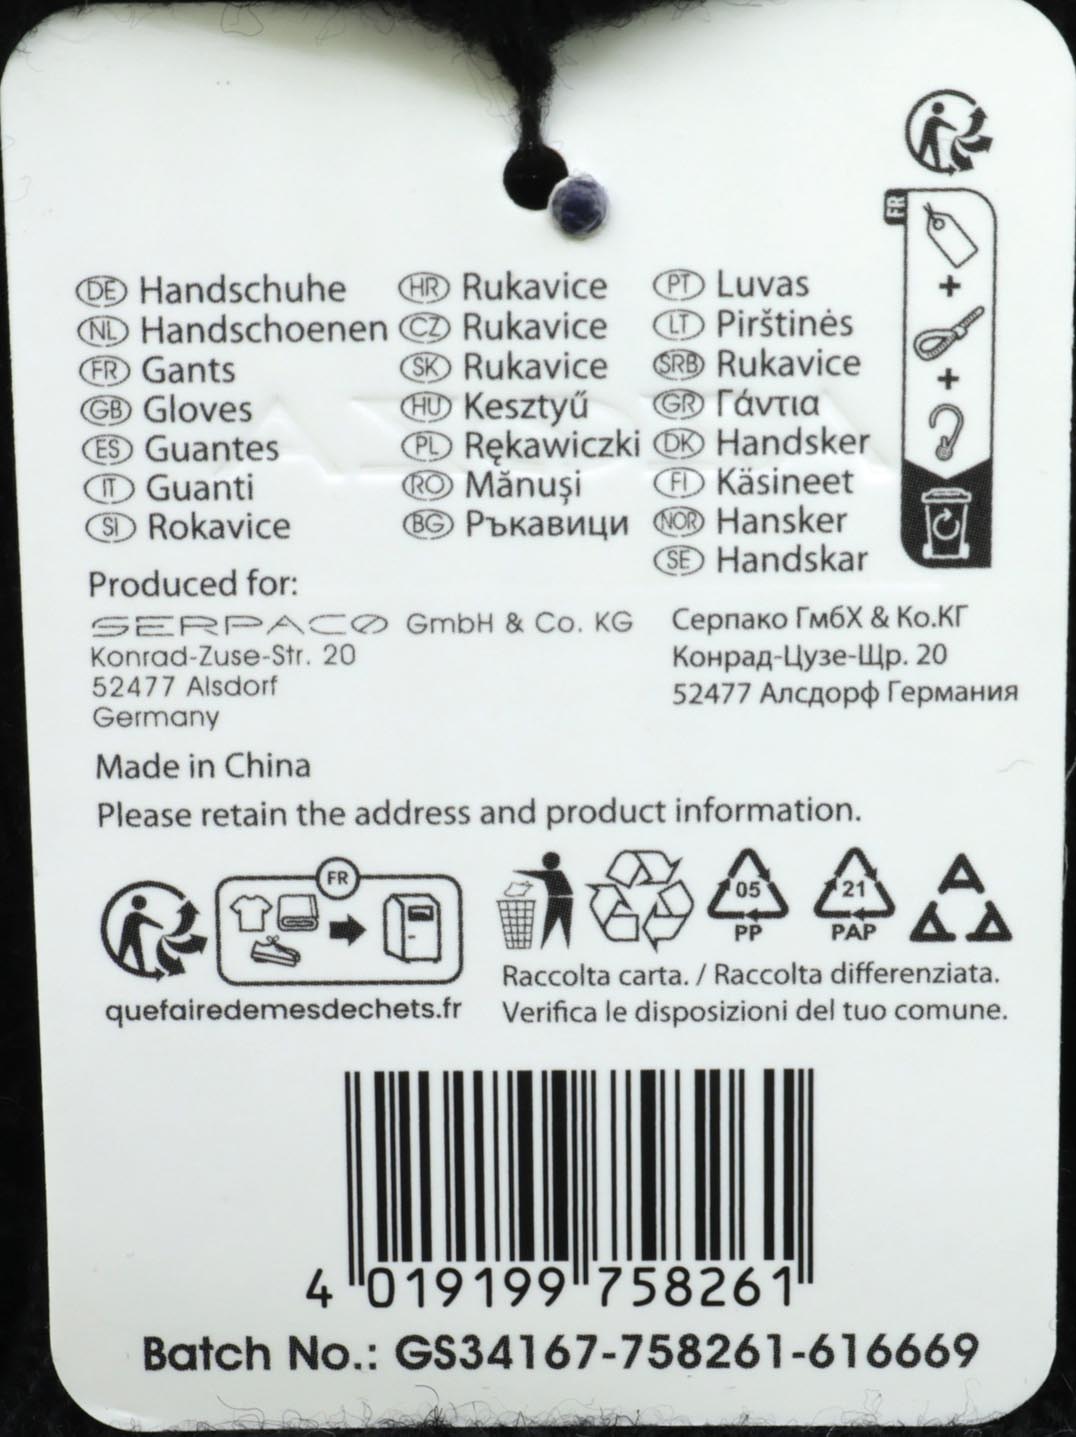 FR
DE Handschuhe
NL Handschoenen
FR Gants
GB Gloves
ES Guantes
IT Guanti
SI Rokavice
HR Rukavice
CZ Rukavice
SK Rukavice
HU Kesztyű
PL Rękawiczki
RO Mănuși
BG Ръкавици
PT Luvas
LT Pirštinės
SRB Rukavice
GR Γάντια
DK Handsker
FI Käsineet
NOR Hansker
SE Handskar
Produced for:
SERPACO GmbH & Co. KG
Konrad-Zuse-Str. 20
52477 Alsdorf
Germany
Серпако ГмбХ & Ко.КГ
Конрад-Цузе-Щр. 20
52477 Алсдорф Германия
Made in China
Please retain the address and product information.
FR
quefairedemesdechets.fr
05
PP
21
PAP
Raccolta carta. / Raccolta differenziata.
Verifica le disposizioni del tuo comune.
4 019199 758261
Batch No.: GS34167-758261-616669